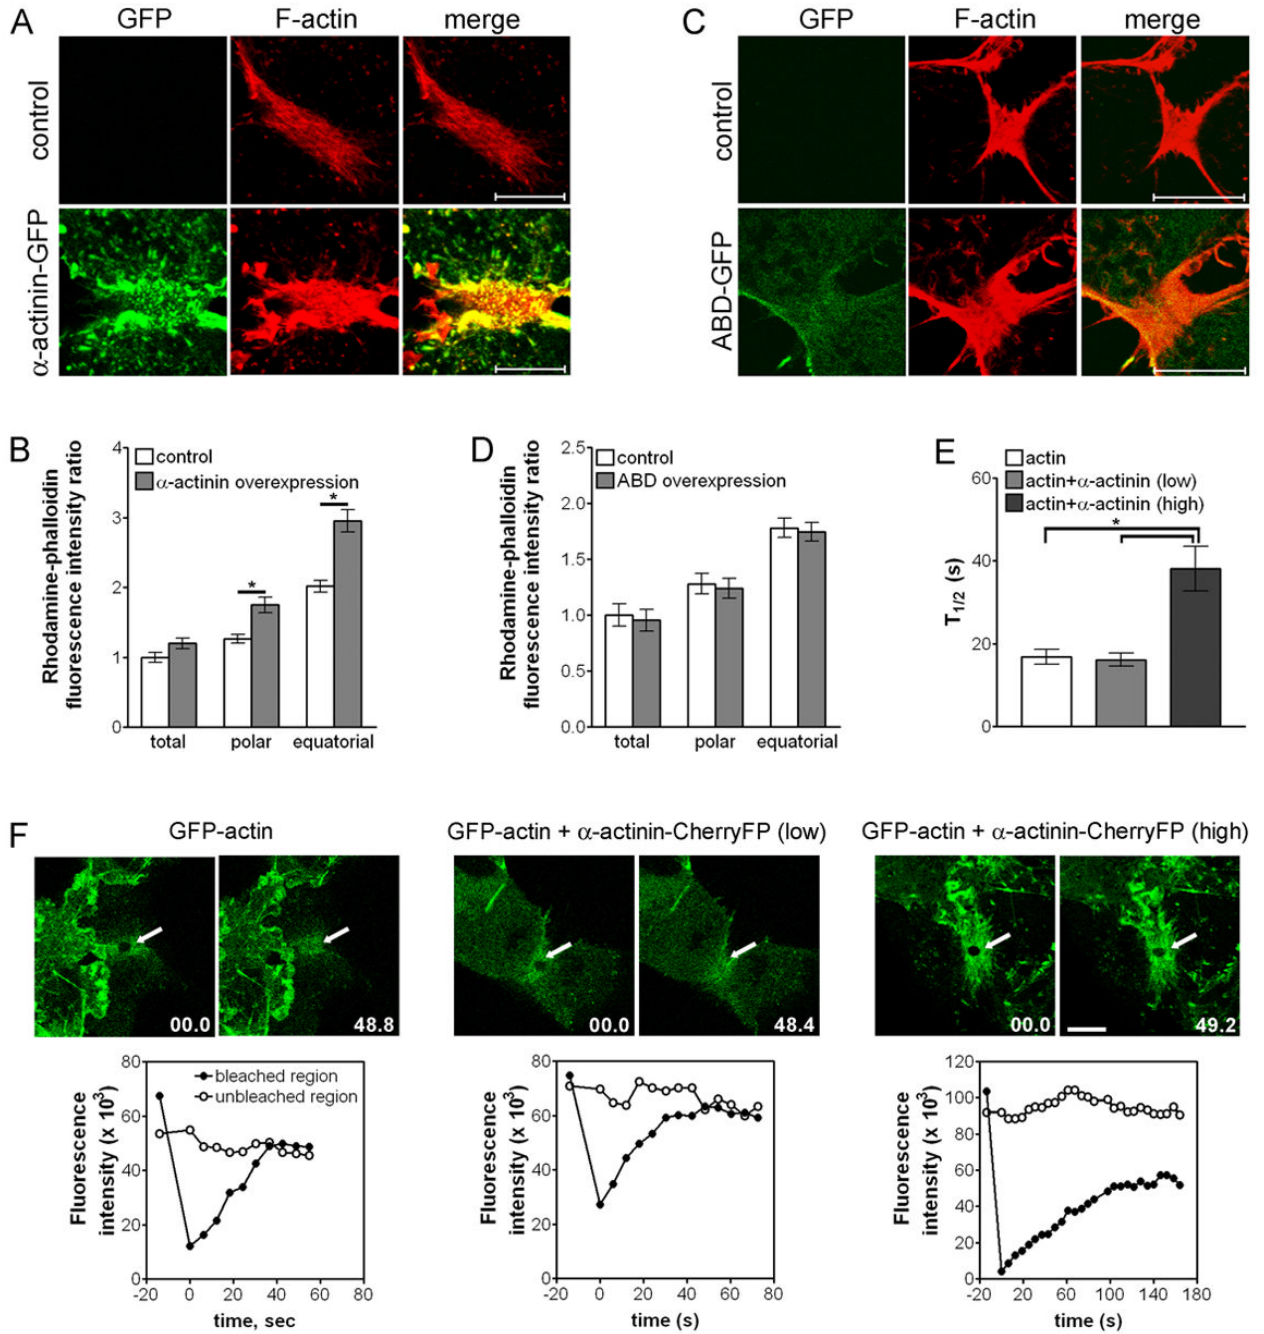 A
GFP
F-actin
merge
control
α-actinin-GFP
C
GFP
F-actin
merge
control
ABD-GFP
B
Rhodamine-phalloidin
fluorescence intensity ratio
4
3
2
1
0
control
α-actinin overexpression
*
*
total
polar
equatorial
D
Rhodamine-phalloidin
fluorescence intensity ratio
2.5
2.0
1.5
1.0
0.5
0.0
control
ABD overexpression
total
polar
equatorial
E
actin
actin+α-actinin (low)
actin+α-actinin (high)
T1/2 (s)
60
40
20
0
*
F
GFP-actin
00.0
48.8
GFP-actin + α-actinin-CherryFP (low)
00.0
48.4
GFP-actin + α-actinin-CherryFP (high)
00.0
49.2
Fluorescence
intensity (x 10³)
80
60
40
20
0
bleached region
unbleached region
-20 0 20 40 60 80
time, sec
Fluorescence
intensity (x 10³)
80
60
40
20
0
-20 0 20 40 60 80
time (s)
Fluorescence
intensity (x 10³)
120
100
80
60
40
20
0
-20 20 60 100 140 180
time (s)